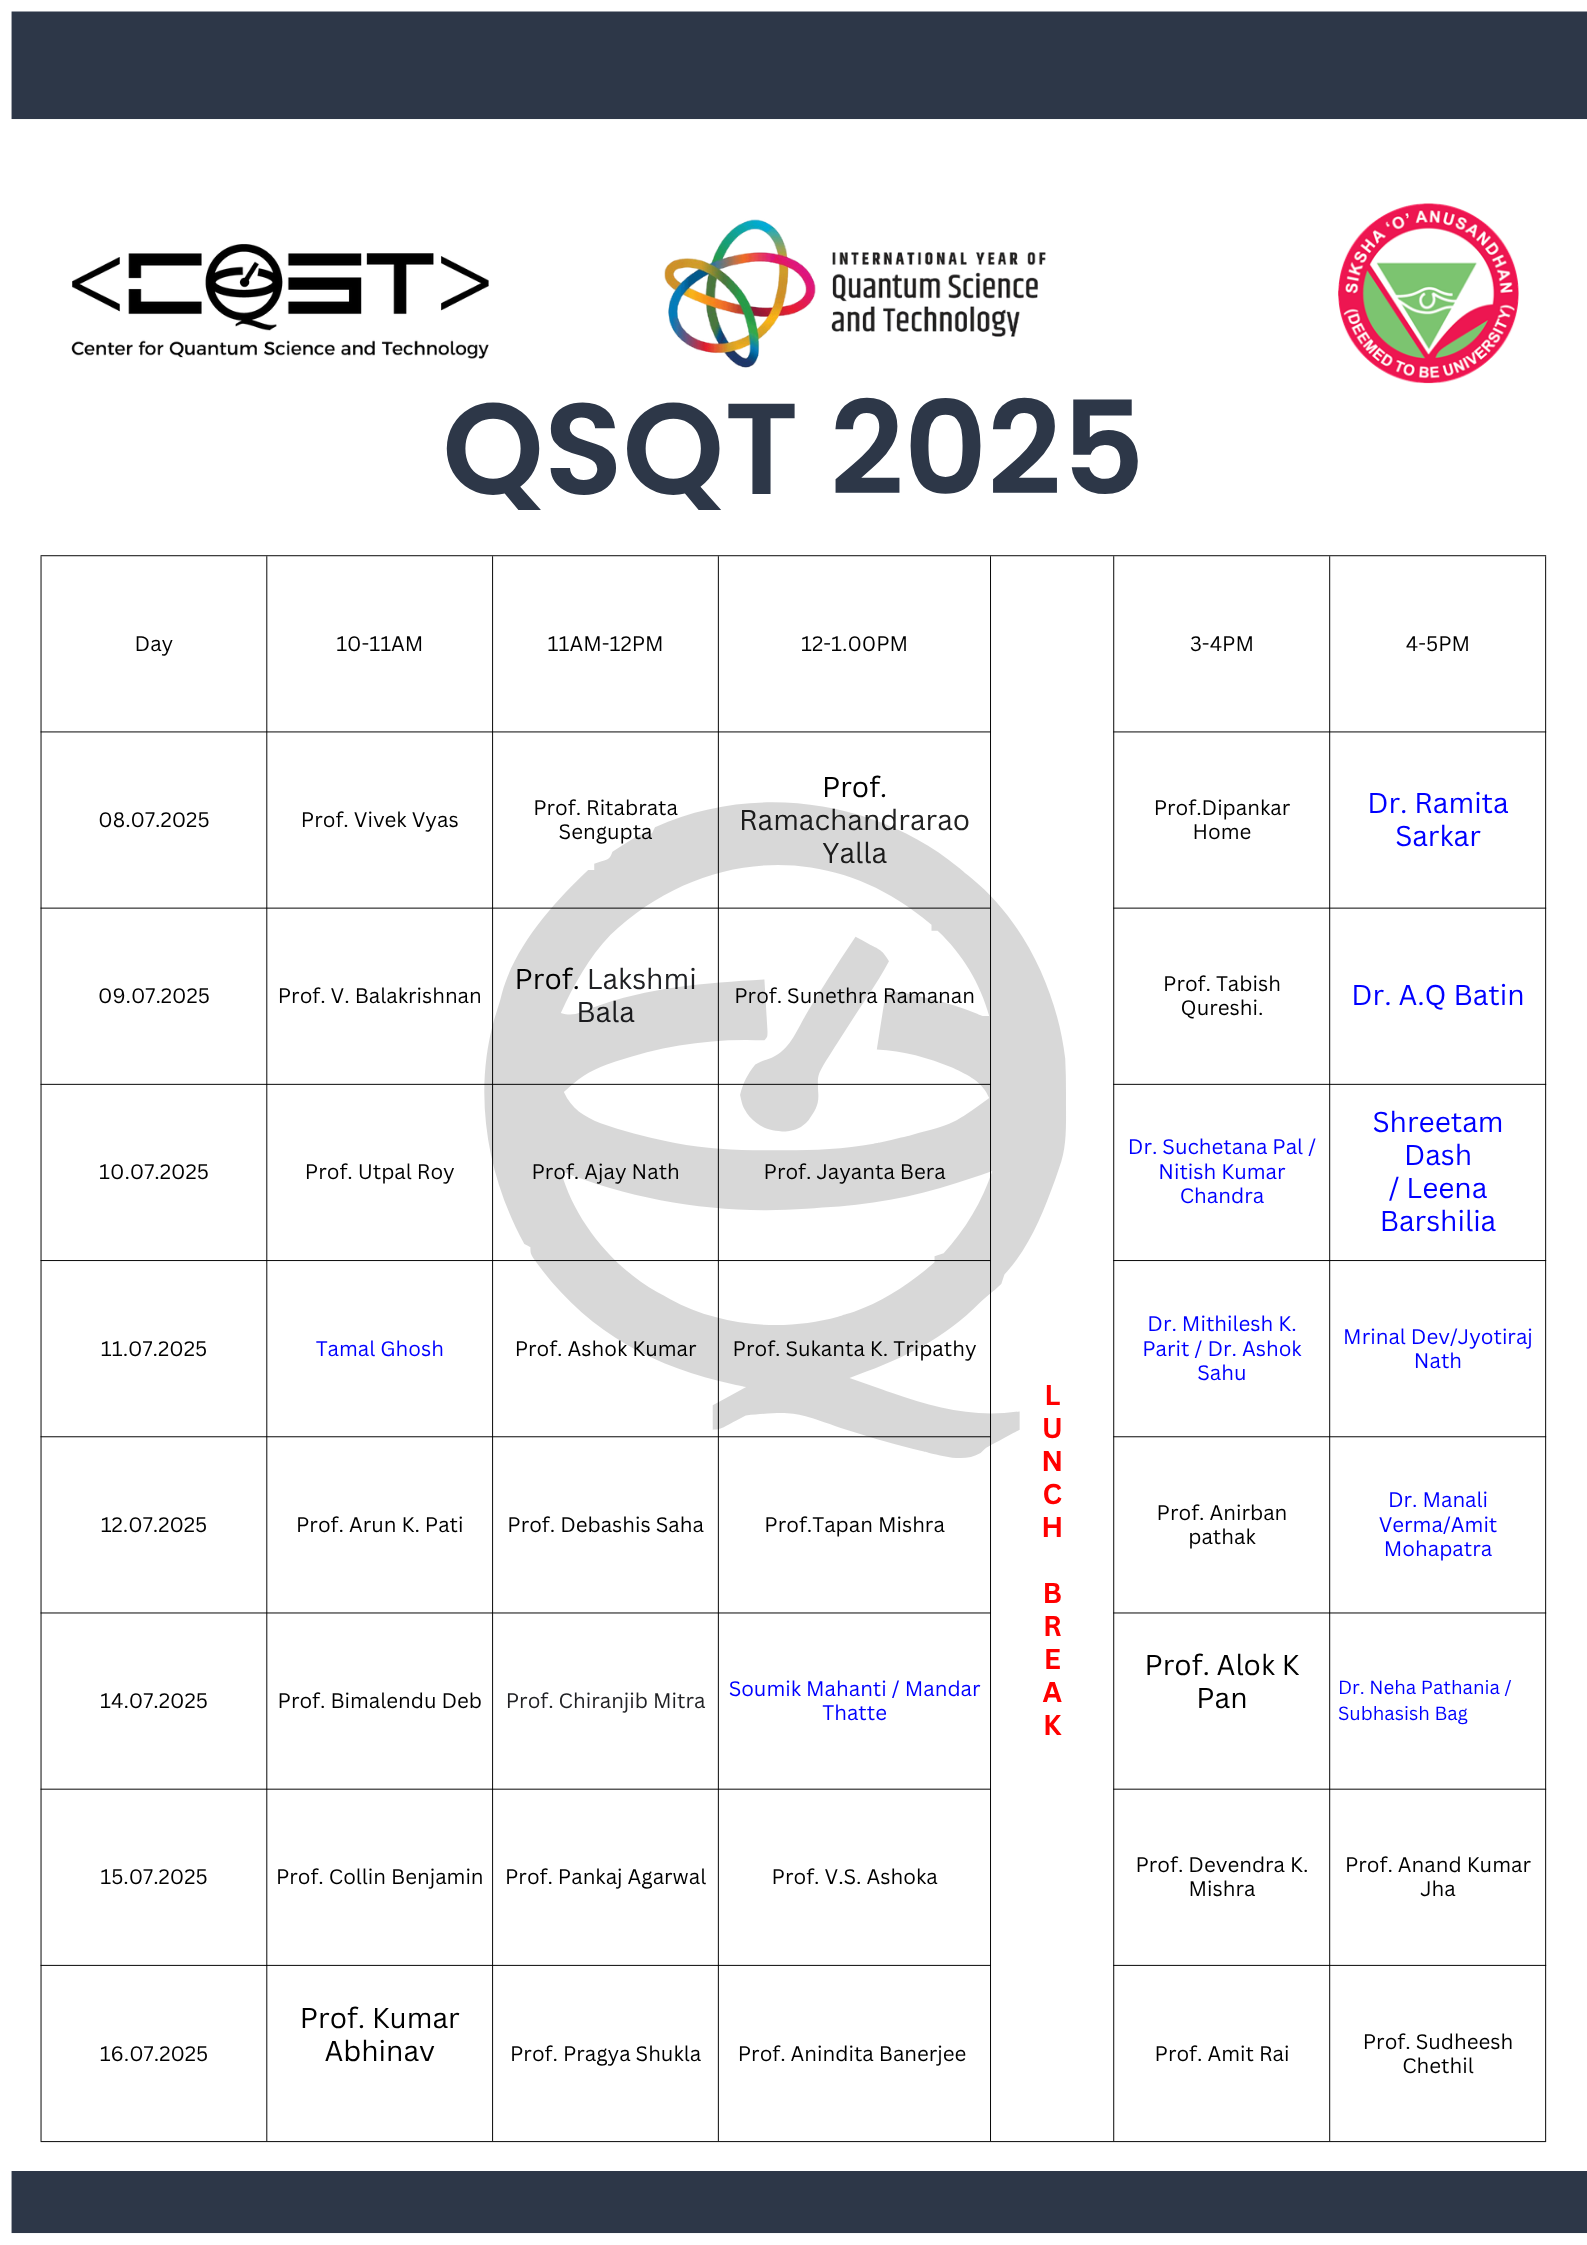 <CQST>
Center for Quantum Science and Technology
INTERNATIONAL YEAR OF
Quantum Science
and Technology
SIKSHA 'O' ANUSANDHAN
(DEEMED TO BE UNIVERSITY)
QSQT 2025
Day
10-11AM
11AM-12PM
12-1.00PM
3-4PM
4-5PM
08.07.2025
Prof. Vivek Vyas
Prof. Ritabrata
Sengupta
Prof.
Ramachandrarao
Yalla
Prof.Dipankar
Home
Dr. Ramita
Sarkar
09.07.2025
Prof. V. Balakrishnan
Prof. Lakshmi
Bala
Prof. Sunethra Ramanan
Prof. Tabish
Qureshi.
Dr. A.Q Batin
10.07.2025
Prof. Utpal Roy
Prof. Ajay Nath
Prof. Jayanta Bera
Dr. Suchetana Pal /
Nitish Kumar
Chandra
Shreetam
Dash
/ Leena
Barshilia
11.07.2025
Tamal Ghosh
Prof. Ashok Kumar
Prof. Sukanta K. Tripathy
Dr. Mithilesh K.
Parit / Dr. Ashok
Sahu
Mrinal Dev/Jyotiraj
Nath
L
U
N
C
H
B
R
E
A
K
12.07.2025
Prof. Arun K. Pati
Prof. Debashis Saha
Prof.Tapan Mishra
Prof. Anirban
pathak
Dr. Manali
Verma/Amit
Mohapatra
14.07.2025
Prof. Bimalendu Deb
Prof. Chiranjib Mitra
Soumik Mahanti / Mandar
Thatte
Prof. Alok K
Pan
Dr. Neha Pathania /
Subhasish Bag
15.07.2025
Prof. Collin Benjamin
Prof. Pankaj Agarwal
Prof. V.S. Ashoka
Prof. Devendra K.
Mishra
Prof. Anand Kumar
Jha
16.07.2025
Prof. Kumar
Abhinav
Prof. Pragya Shukla
Prof. Anindita Banerjee
Prof. Amit Rai
Prof. Sudheesh
Chethil